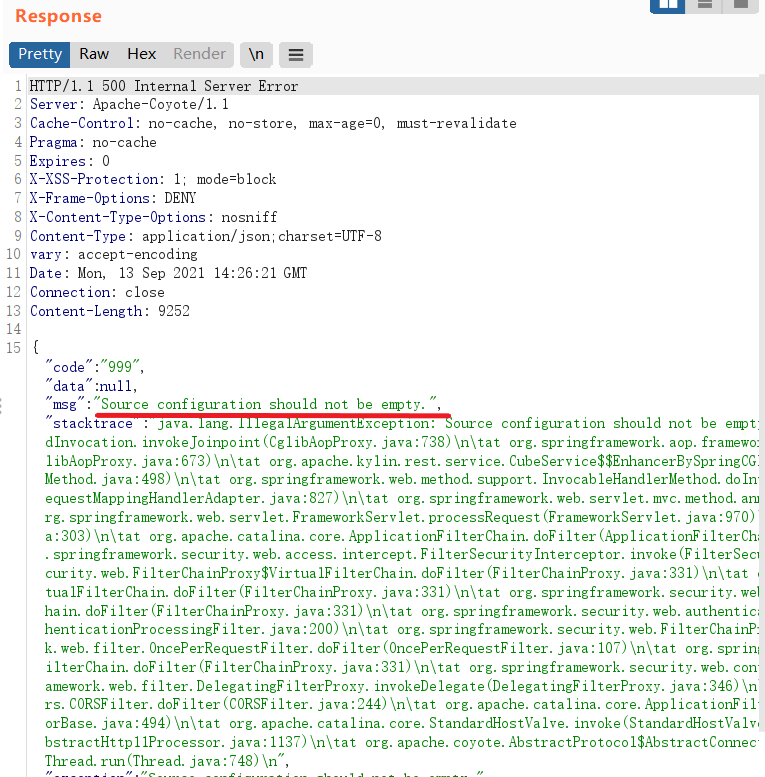 Response
Pretty Raw Hex Render \n
1 HTTP/1.1 500 Internal Server Error
2 Server: Apache-Coyote/1.1
3 Cache-Control: no-cache, no-store, max-age=0, must-revalidate
4 Pragma: no-cache
5 Expires: 0
6 X-XSS-Protection: 1; mode=block
7 X-Frame-Options: DENY
8 X-Content-Type-Options: nosniff
9 Content-Type: application/json;charset=UTF-8
10 vary: accept-encoding
11 Date: Mon, 13 Sep 2021 14:26:21 GMT
12 Connection: close
13 Content-Length: 9252
14
15 {
"code":"999",
"data":null,
"msg":"Source configuration should not be empty.",
"stacktrace":"java.lang.IllegalArgumentException: Source configuration should not be empty
dInvocation.invokeJoinpoint(CglibAopProxy.java:738)\n\tat org.springframework.aop.framewor
libAopProxy.java:673)\n\tat org.apache.kylin.rest.service.CubeService$$EnhancerBySpringCG
Method.java:498)\n\tat org.springframework.web.method.support.InvocableHandlerMethod.doIn
equestMappingHandlerAdapter.java:827)\n\tat org.springframework.web.servlet.mvc.method.an
rg.springframework.web.servlet.FrameworkServlet.processRequest(FrameworkServlet.java:970)
a:303)\n\tat org.apache.catalina.core.ApplicationFilterChain.doFilter(ApplicationFilterCha
.springframework.security.web.access.intercept.FilterSecurityInterceptor.invoke(FilterSec
curity.web.FilterChainProxy$VirtualFilterChain.doFilter(FilterChainProxy.java:331)\n\tat
tualFilterChain.doFilter(FilterChainProxy.java:331)\n\tat org.springframework.security.we
hain.doFilter(FilterChainProxy.java:331)\n\tat org.springframework.security.web.authentic
henticationProcessingFilter.java:200)\n\tat org.springframework.security.web.FilterChainP
k.web.filter.OncePerRequestFilter.doFilter(OncePerRequestFilter.java:107)\n\tat org.spring
ilterChain.doFilter(FilterChainProxy.java:331)\n\tat org.springframework.security.web.con
amework.web.filter.DelegatingFilterProxy.invokeDelegate(DelegatingFilterProxy.java:346)\n
rs.CORSFilter.doFilter(CORSFilter.java:244)\n\tat org.apache.catalina.core.ApplicationFil
orBase.java:494)\n\tat org.apache.catalina.core.StandardHostValve.invoke(StandardHostValv
bstractHttp11Processor.java:1137)\n\tat org.apache.coyote.AbstractProtocol$AbstractConnec
Thread.run(Thread.java:748)\n",
"exception":"Source configuration should not be empty."